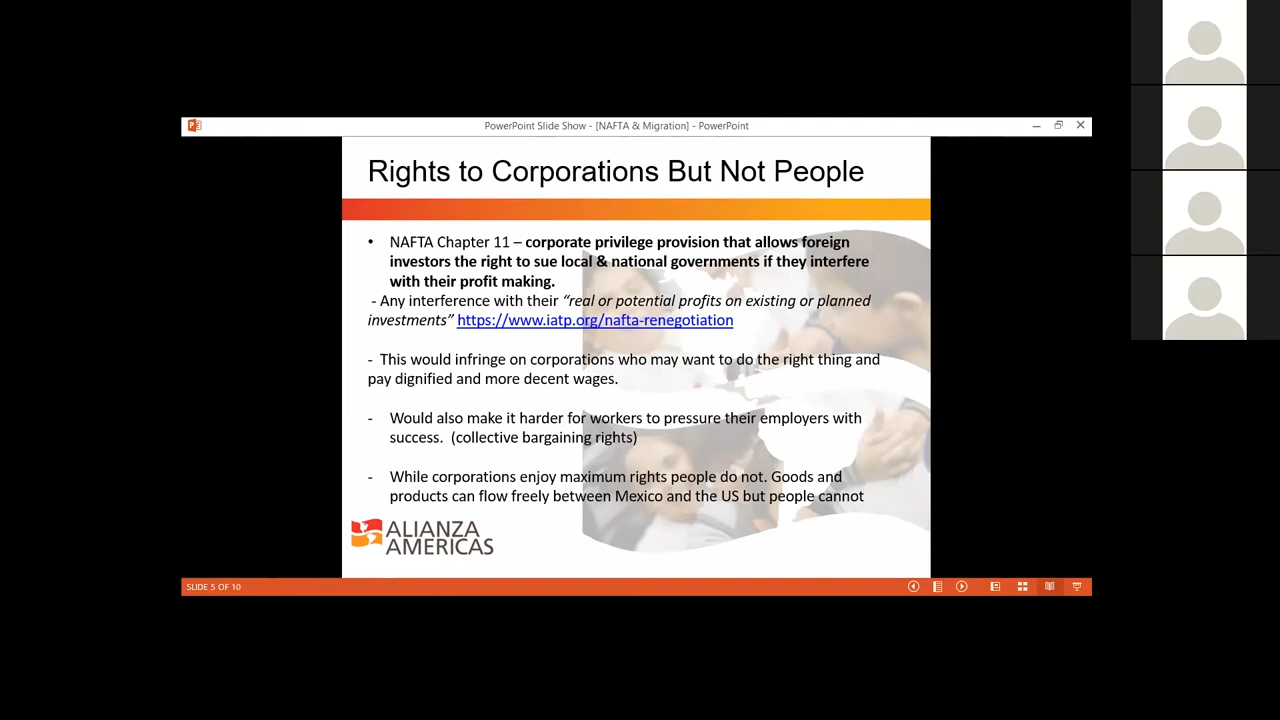 PowerPoint Slide Show - [NAFTA & Migration] - PowerPoint
Rights to Corporations But Not People
• NAFTA Chapter 11 – corporate privilege provision that allows foreign
investors the right to sue local & national governments if they interfere
with their profit making.
- Any interference with their “real or potential profits on existing or planned
investments” https://www.iatp.org/nafta-renegotiation
- This would infringe on corporations who may want to do the right thing and
pay dignified and more decent wages.
- Would also make it harder for workers to pressure their employers with
success. (collective bargaining rights)
- While corporations enjoy maximum rights people do not. Goods and
products can flow freely between Mexico and the US but people cannot
ALIANZA
AMERICAS
SLIDE 5 OF 10